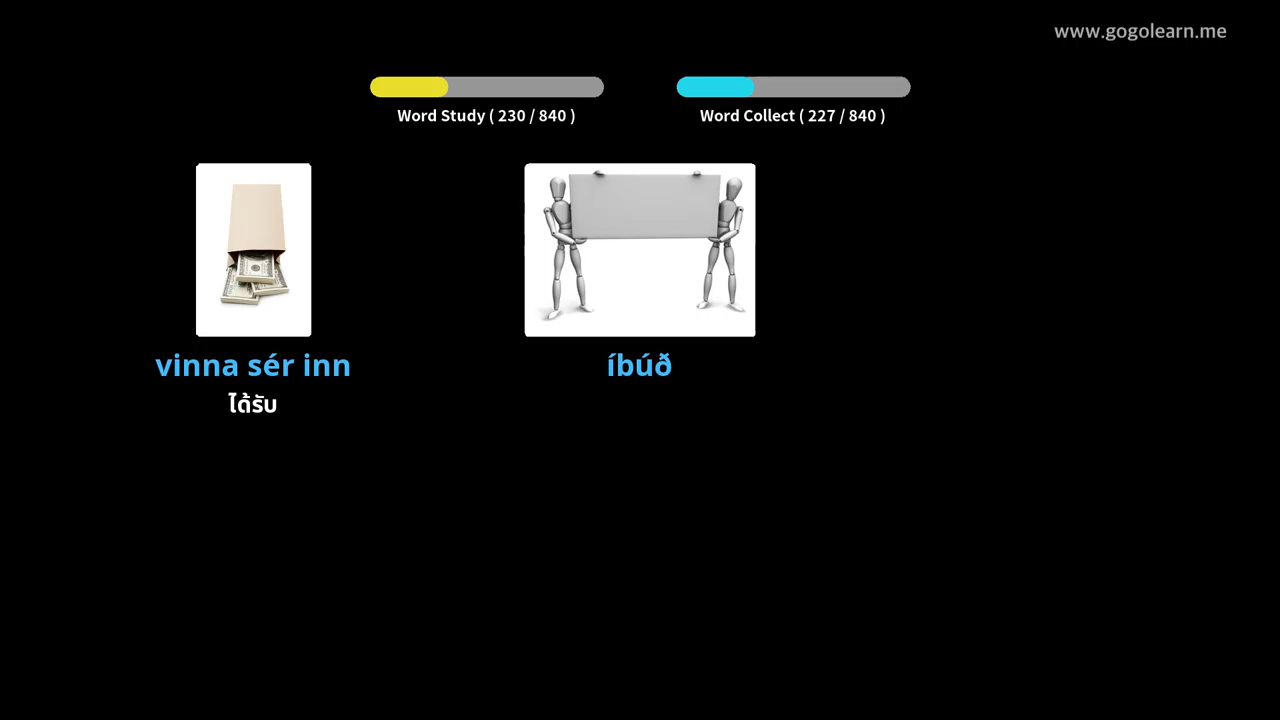 www.gogolearn.me
Word Study ( 230 / 840 )
Word Collect ( 227 / 840 )
vinna sér inn
ได้รับ
íbúð